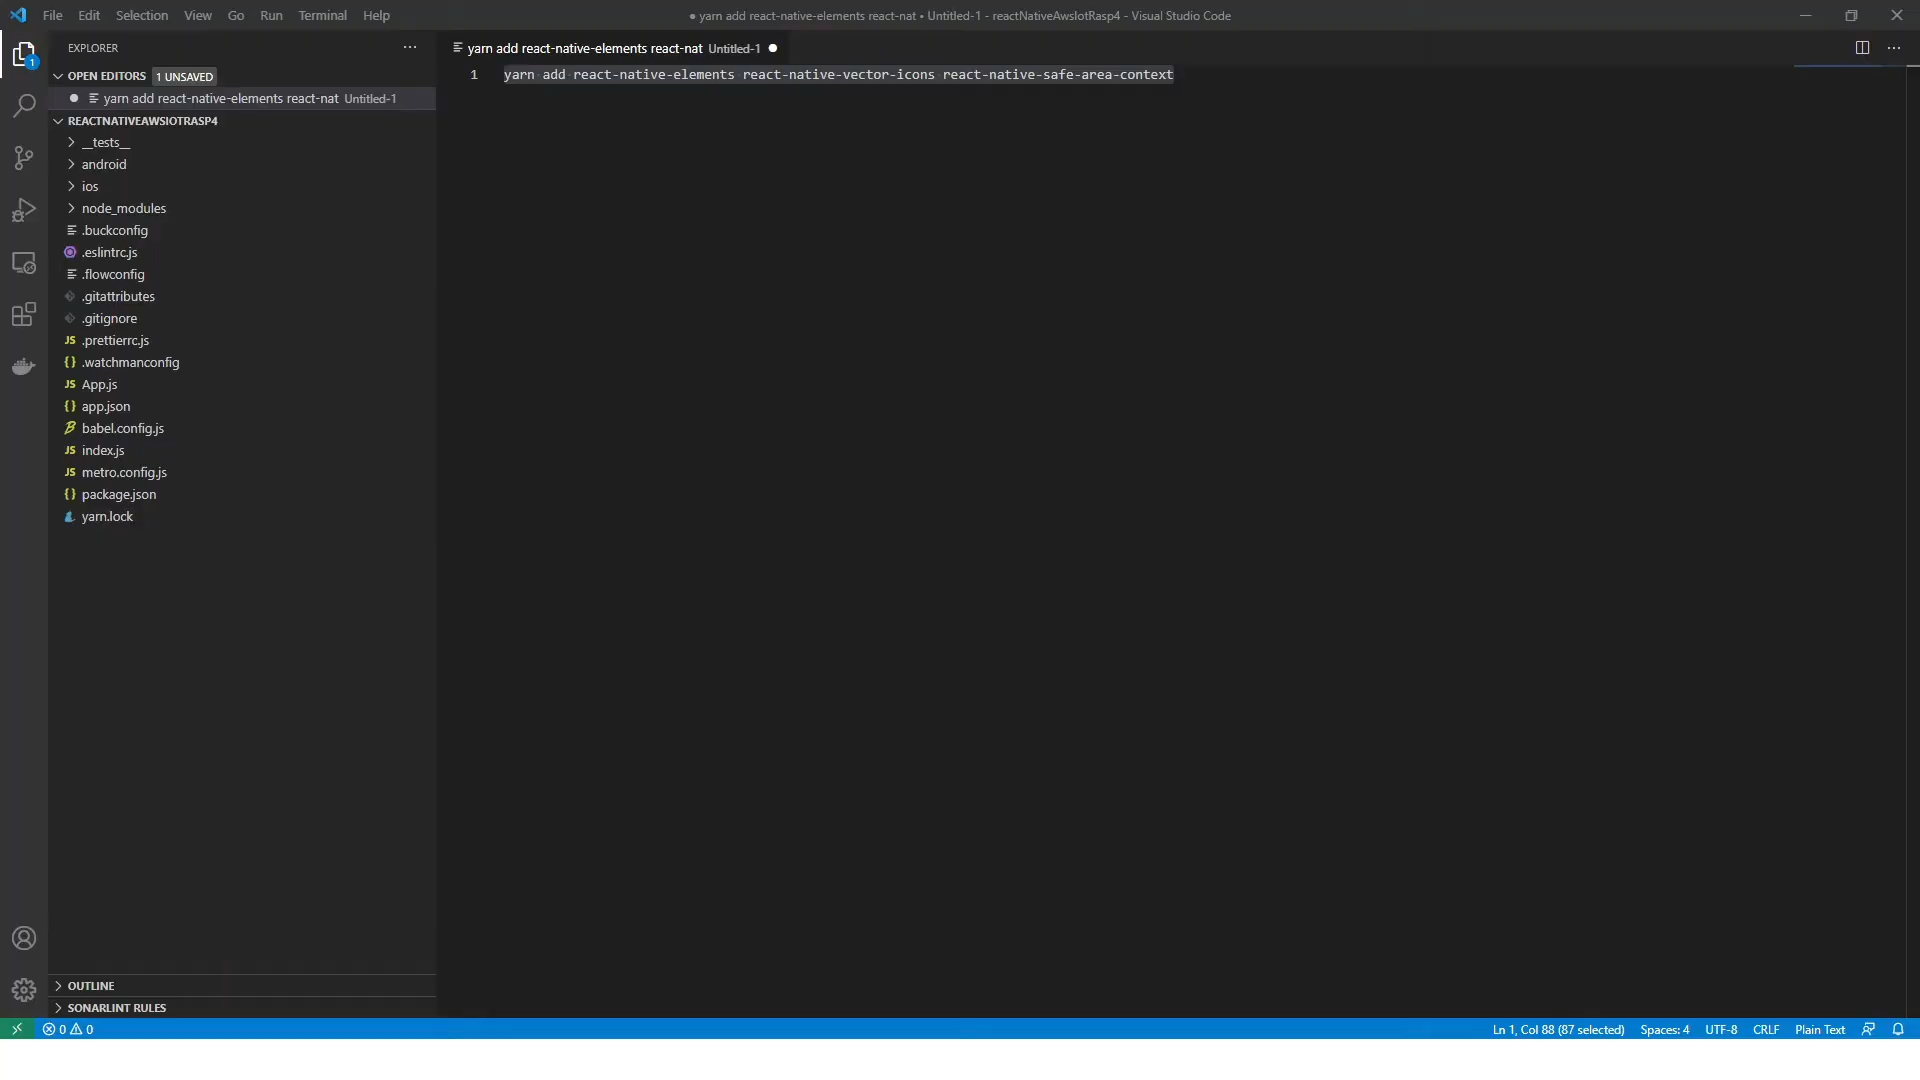 File Edit Selection View Go Run Terminal Help
● yarn add react-native-elements react-nat • Untitled-1 - reactNativeAwsIotRasp4 - Visual Studio Code
EXPLORER
yarn add react-native-elements react-nat Untitled-1
OPEN EDITORS 1 UNSAVED
yarn add react-native-elements react-nat Untitled-1
REACTNATIVEAWSIOTRASP4
__tests__
android
ios
node_modules
.buckconfig
.eslintrc.js
.flowconfig
.gitattributes
.gitignore
JS .prettierrc.js
{} .watchmanconfig
JS App.js
{} app.json
babel.config.js
JS index.js
JS metro.config.js
{} package.json
yarn.lock
1 yarn add react-native-elements react-native-vector-icons react-native-safe-area-context
1
OUTLINE
SONARLINT RULES
0 0
Ln 1, Col 88 (87 selected) Spaces: 4 UTF-8 CRLF Plain Text